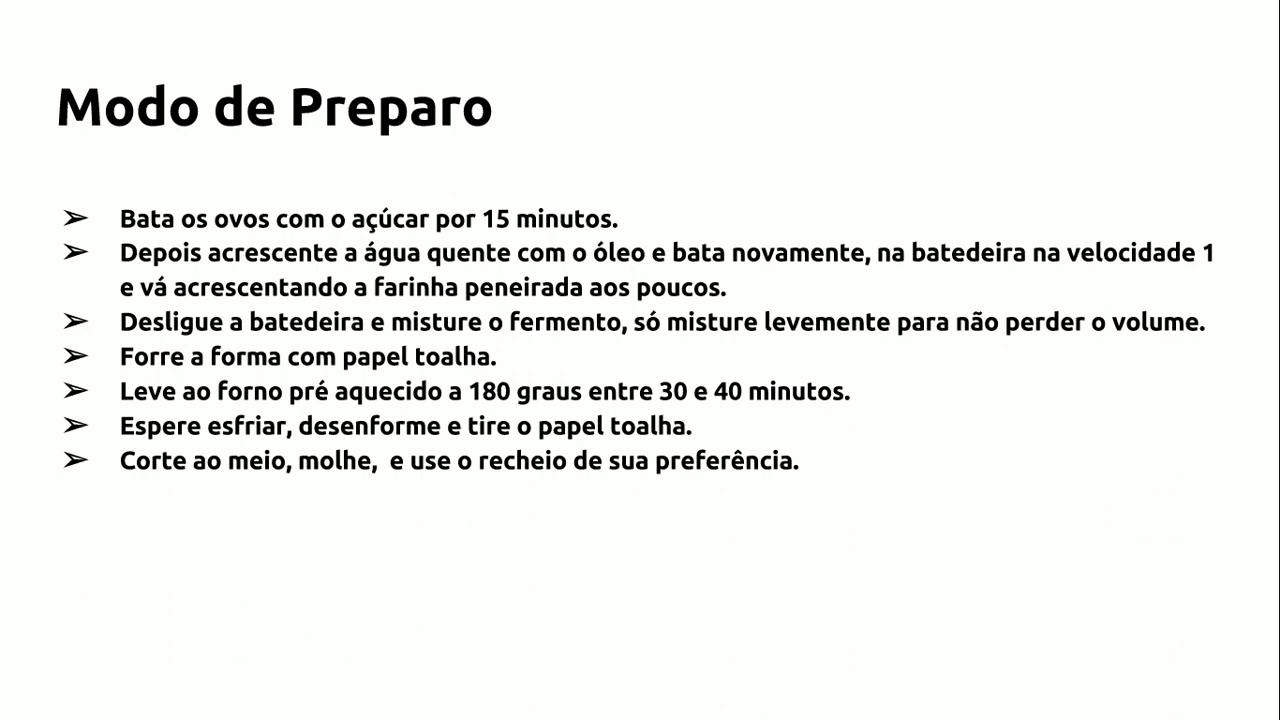 Modo de Preparo
➢ Bata os ovos com o açúcar por 15 minutos.
➢ Depois acrescente a água quente com o óleo e bata novamente, na batedeira na velocidade 1
e vá acrescentando a farinha peneirada aos poucos.
➢ Desligue a batedeira e misture o fermento, só misture levemente para não perder o volume.
➢ Forre a forma com papel toalha.
➢ Leve ao forno pré aquecido a 180 graus entre 30 e 40 minutos.
➢ Espere esfriar, desenforme e tire o papel toalha.
➢ Corte ao meio, molhe,  e use o recheio de sua preferência.